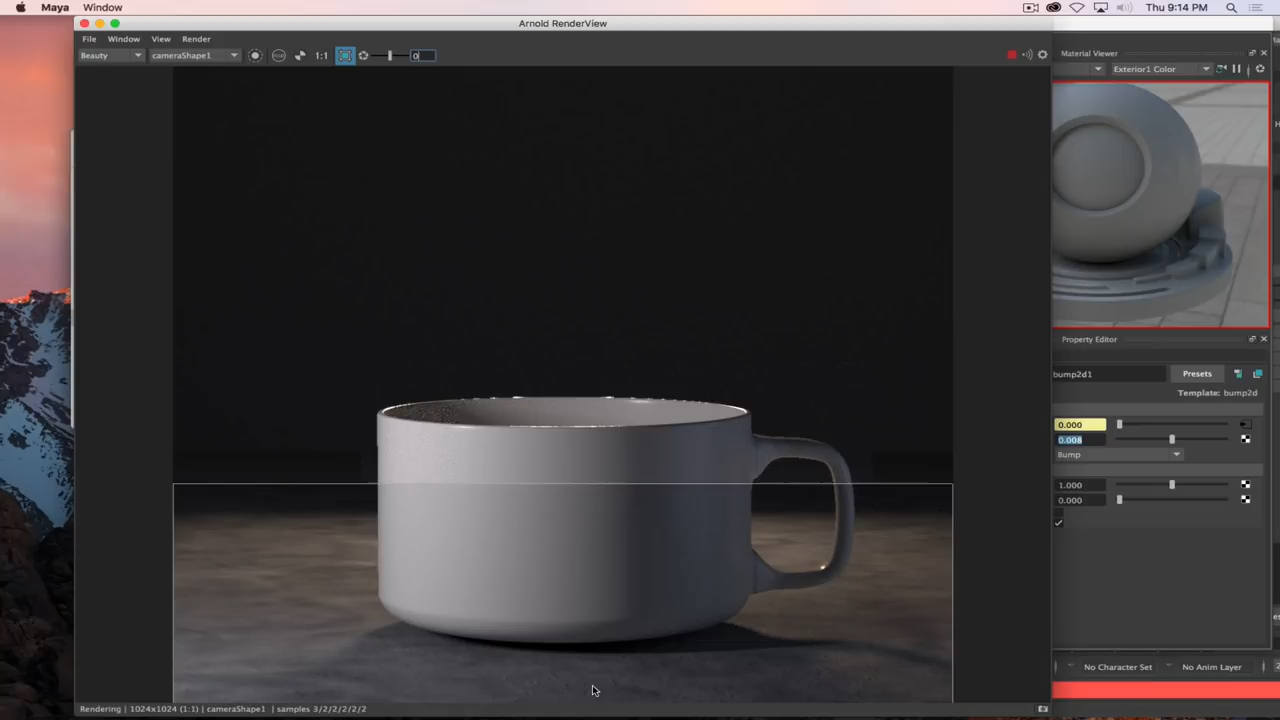 Maya Window
Thu 9:14 PM
Arnold RenderView
File Window View Render
Beauty cameraShape1 1:1 0
Material Viewer
Exterior1 Color
Property Editor
bump2d1 Presets
Template: bump2d
0.000
0.008
Bump
1.000
0.000
No Character Set No Anim Layer
Rendering | 1024x1024 (1:1) | cameraShape1 | samples 3/2/2/2/2/2